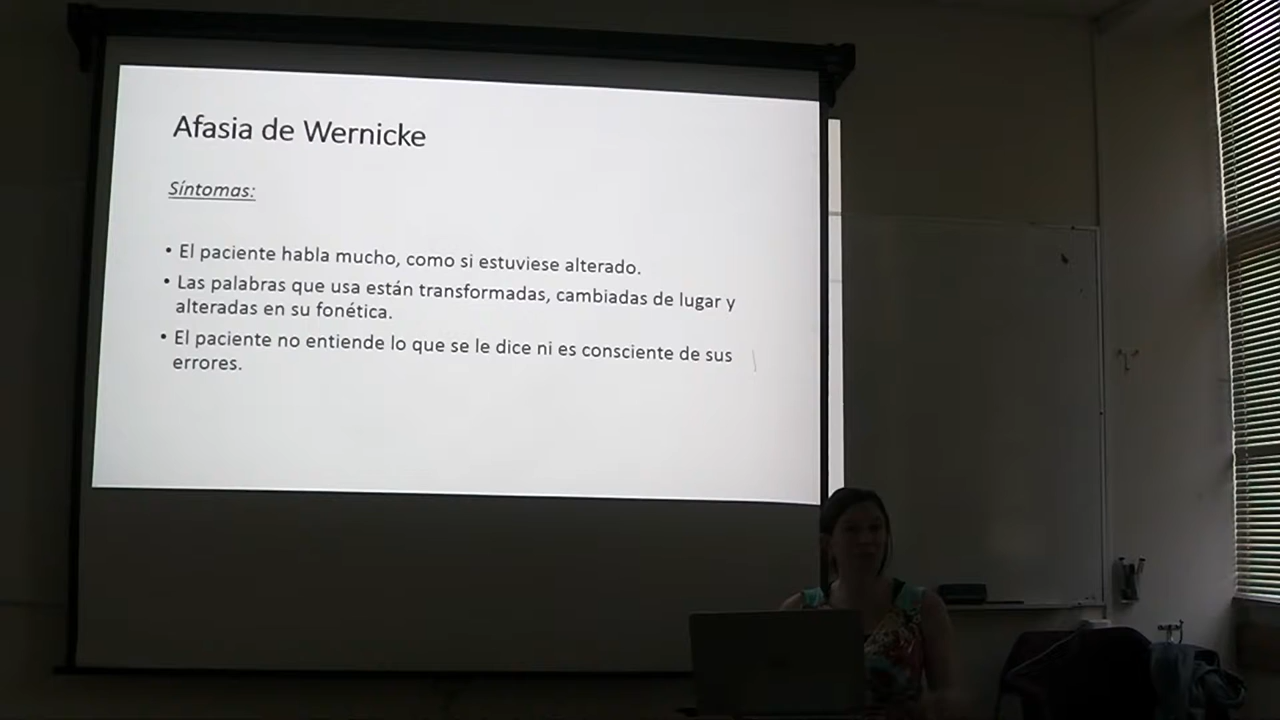 Afasia de Wernicke
Síntomas:
• El paciente habla mucho, como si estuviese alterado.
• Las palabras que usa están transformadas, cambiadas de lugar y
alteradas en su fonética.
• El paciente no entiende lo que se le dice ni es consciente de sus
errores.